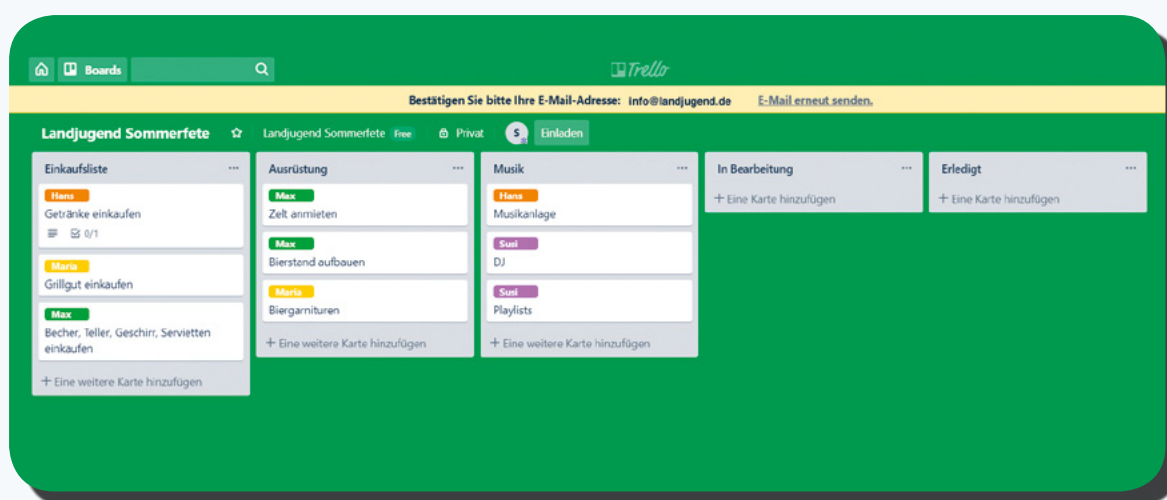 Boards
Trello
Bestätigen Sie bitte Ihre E-Mail-Adresse: info@landjugend.de E-Mail erneut senden.
Landjugend Sommerfete Landjugend Sommerfete Free Privat S Einladen
Einkaufsliste
Hans
Getränke einkaufen
0/1
Maria
Grillgut einkaufen
Max
Becher, Teller, Geschirr, Servietten
einkaufen
+ Eine weitere Karte hinzufügen
Ausrüstung
Max
Zelt anmieten
Max
Bierstand aufbauen
Maria
Biergarnituren
+ Eine weitere Karte hinzufügen
Musik
Hans
Musikanlage
Susi
DJ
Susi
Playlists
+ Eine weitere Karte hinzufügen
In Bearbeitung
+ Eine Karte hinzufügen
Erledigt
+ Eine Karte hinzufügen